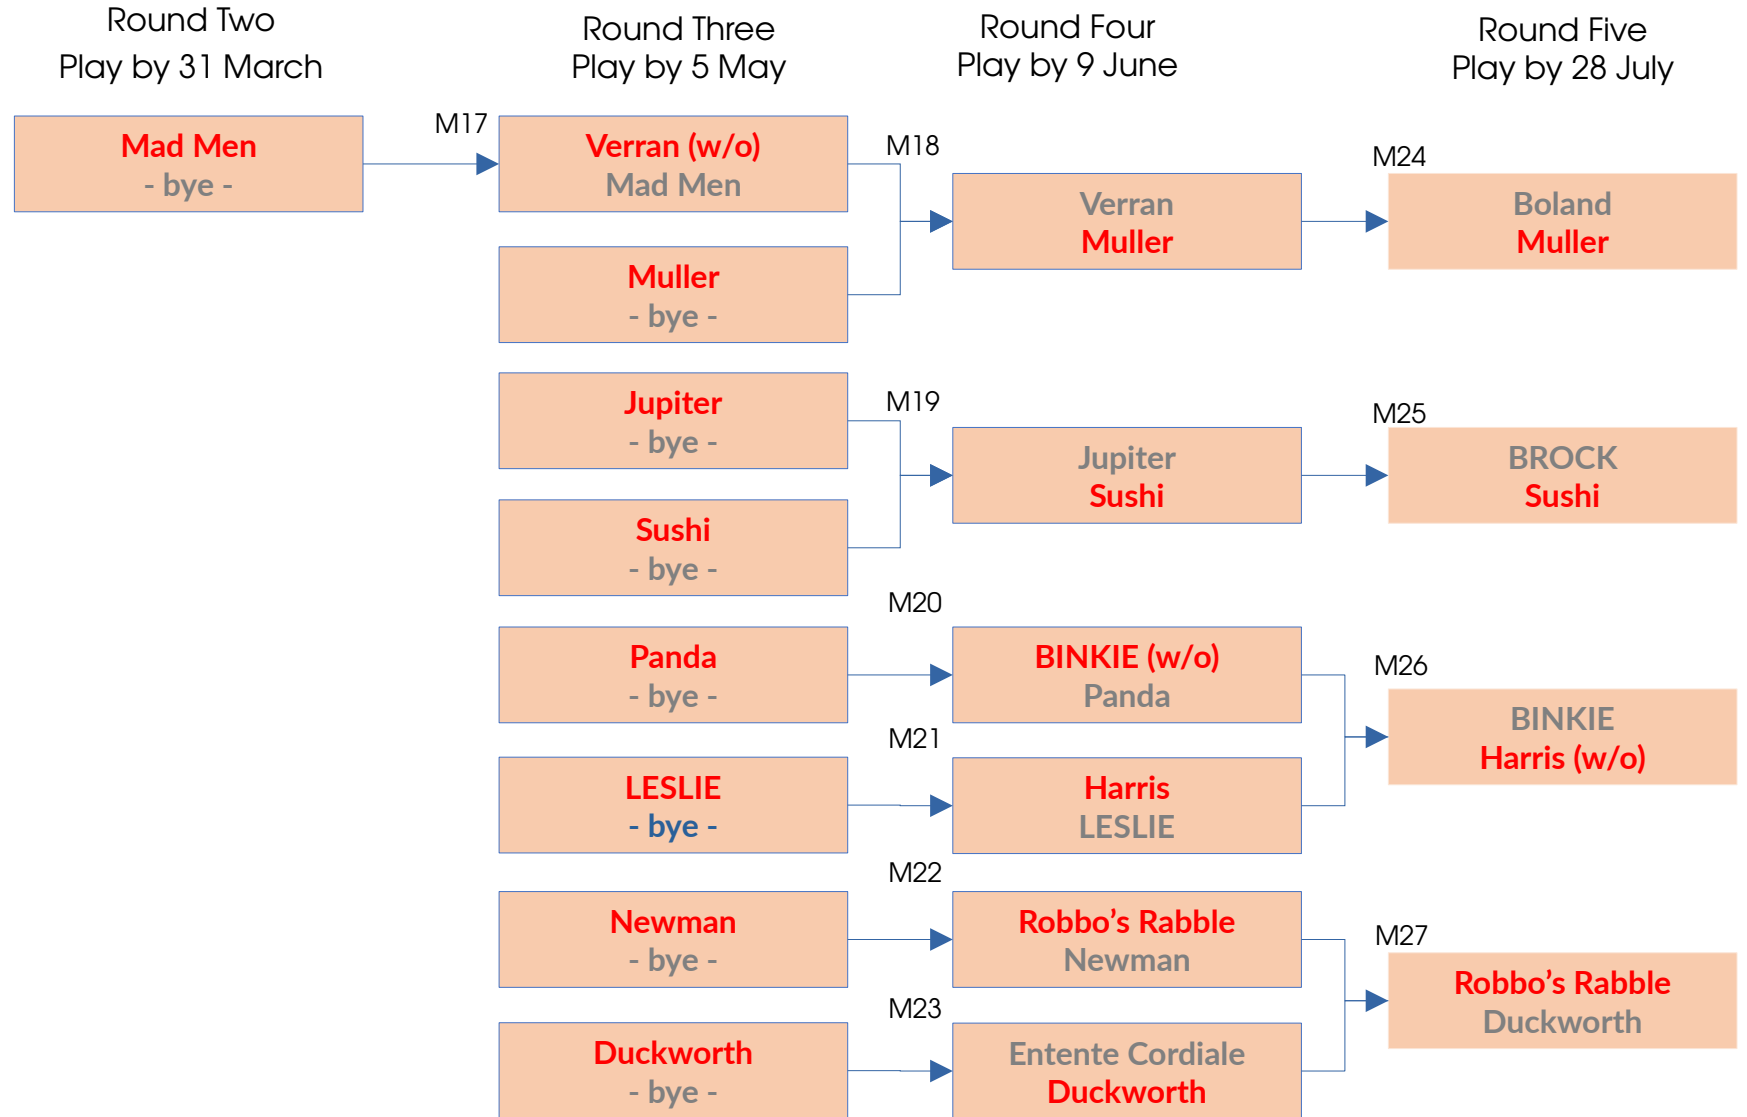 Round Two
Play by 31 March
Round Three
Play by 5 May
Round Four
Play by 9 June
Round Five
Play by 28 July
Mad Men
- bye -
M17
Verran (w/o)
Mad Men
Muller
- bye -
Jupiter
- bye -
Sushi
- bye -
Panda
- bye -
LESLIE
- bye -
Newman
- bye -
Duckworth
- bye -
M18
Verran
Muller
M19
Jupiter
Sushi
M20
BINKIE (w/o)
Panda
M21
Harris
LESLIE
M22
Robbo’s Rabble
Newman
M23
Entente Cordiale
Duckworth
M24
Boland
Muller
M25
BROCK
Sushi
M26
BINKIE
Harris (w/o)
M27
Robbo’s Rabble
Duckworth